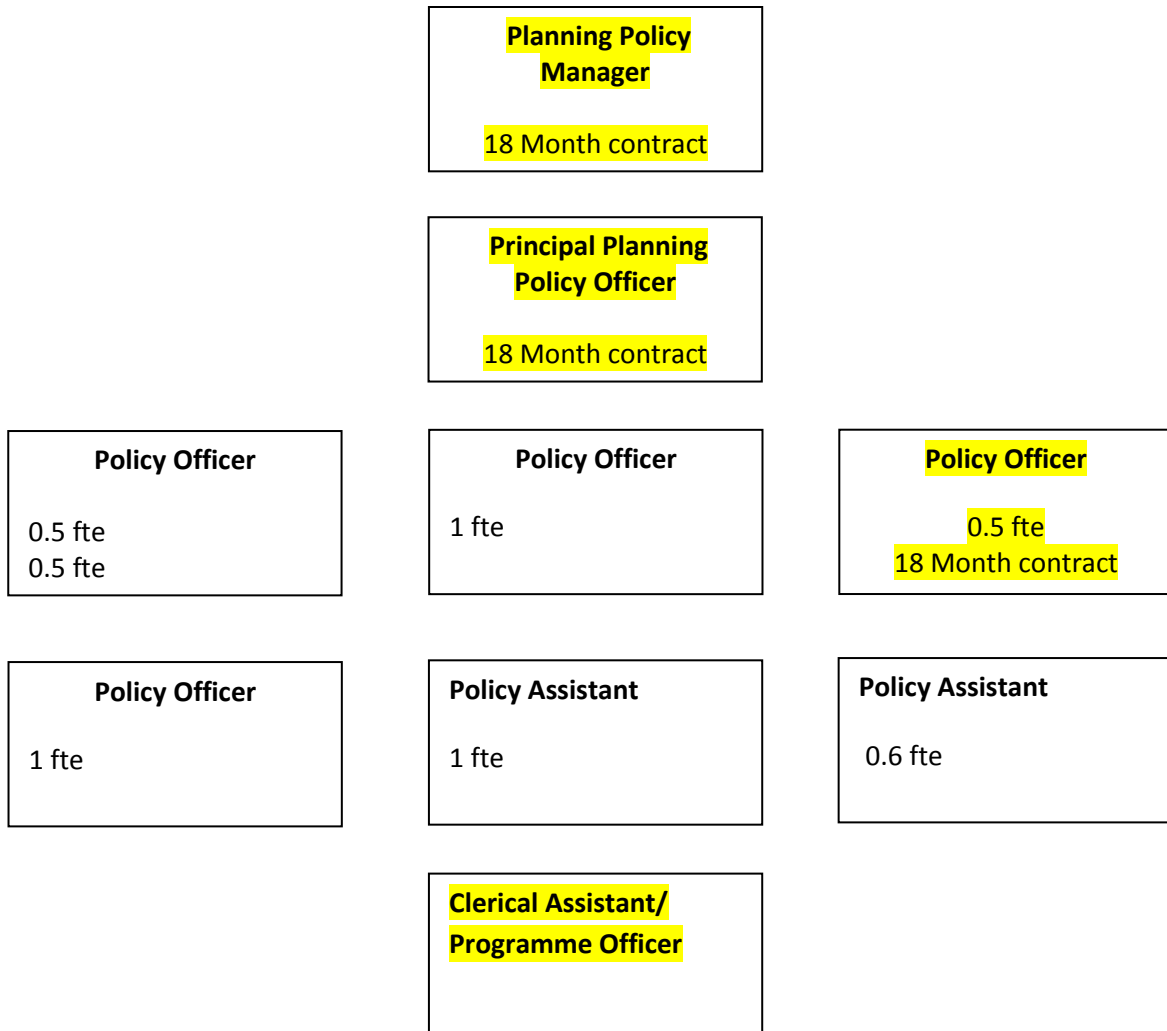 Planning Policy
Manager
18 Month contract
Principal Planning
Policy Officer
18 Month contract
Policy Officer
0.5 fte
0.5 fte
Policy Officer
1 fte
Policy Officer
0.5 fte
18 Month contract
Policy Officer
1 fte
Policy Assistant
1 fte
Policy Assistant
0.6 fte
Clerical Assistant/
Programme Officer